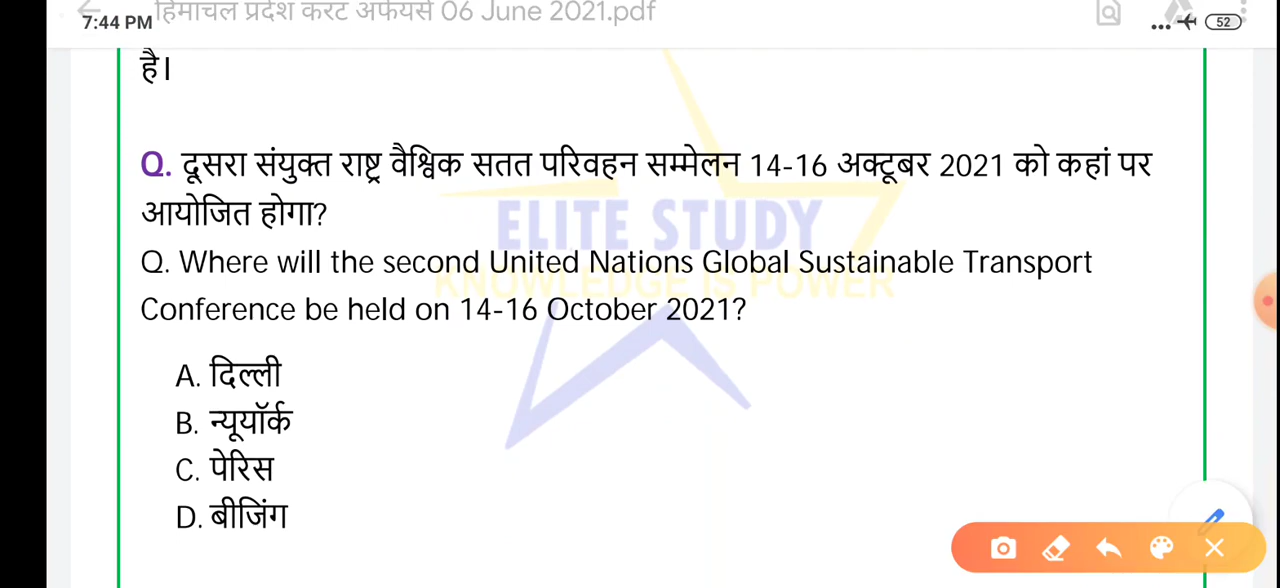 हिमाचल प्रदेश करंट अफेयर्स 06 June 2021.pdf
7:44 PM
52
है।
Q. दूसरा संयुक्त राष्ट्र वैश्विक सतत परिवहन सम्मेलन 14-16 अक्टूबर 2021 को कहां पर
आयोजित होगा?
ELITE STUDY
Q. Where will the second United Nations Global Sustainable Transport
KNOWLEDGE IS POWER
Conference be held on 14-16 October 2021?
A. दिल्ली
B. न्यूयॉर्क
C. पेरिस
D. बीजिंग